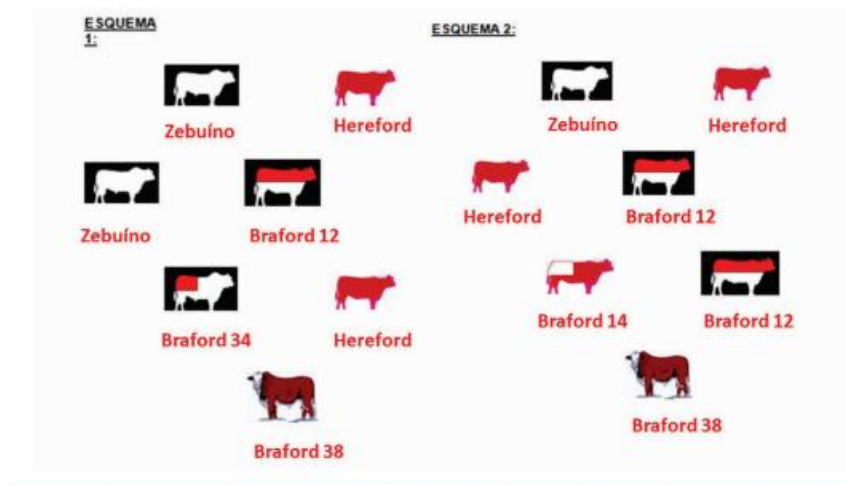 ESQUEMA
1:
Zebuíno
Hereford
Zebuíno
Braford 12
Braford 34
Hereford
Braford 38
ESQUEMA 2:
Zebuíno
Hereford
Hereford
Braford 12
Braford 14
Braford 12
Braford 38